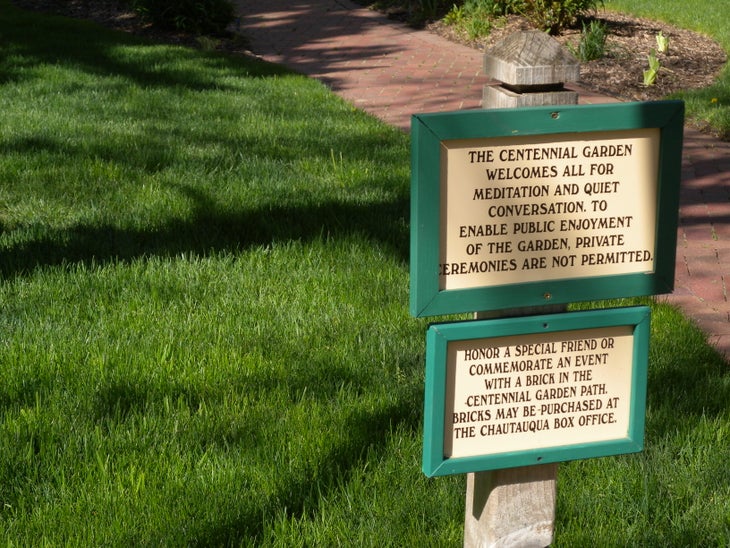 THE CENTENNIAL GARDEN
WELCOMES ALL FOR
MEDITATION AND QUIET
CONVERSATION. TO
ENABLE PUBLIC ENJOYMENT
OF THE GARDEN, PRIVATE
CEREMONIES ARE NOT PERMITTED.
HONOR A SPECIAL FRIEND OR
COMMEMORATE AN EVENT
WITH A BRICK IN THE
CENTENNIAL GARDEN PATH.
BRICKS MAY BE PURCHASED AT
THE CHAUTAUQUA BOX OFFICE.